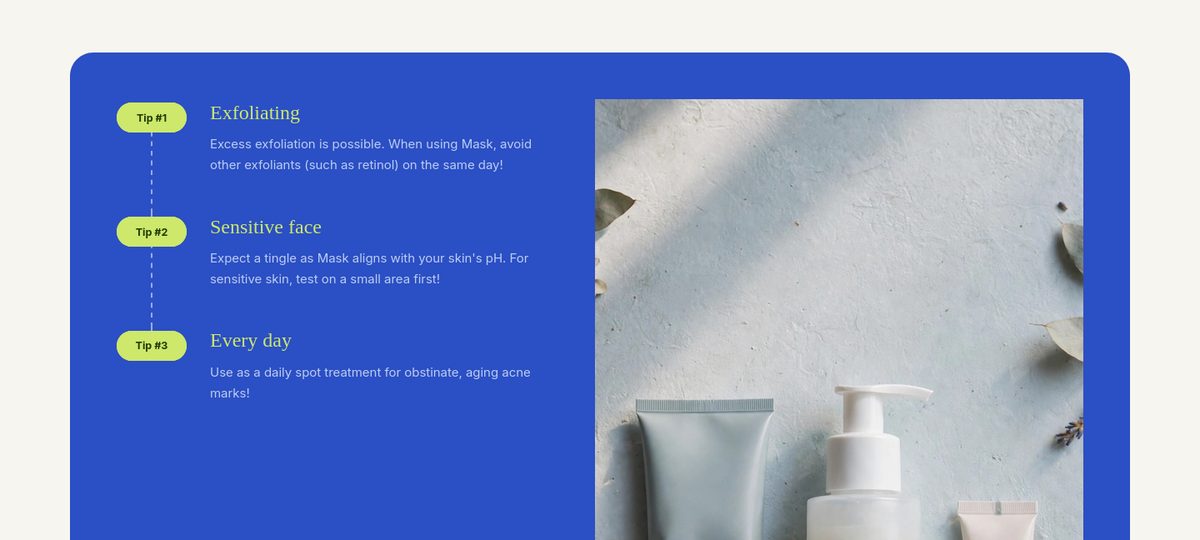 Tip #1
Exfoliating
Excess exfoliation is possible. When using Mask, avoid
other exfoliants (such as retinol) on the same day!
Tip #2
Sensitive face
Expect a tingle as Mask aligns with your skin's pH. For
sensitive skin, test on a small area first!
Tip #3
Every day
Use as a daily spot treatment for obstinate, aging acne
marks!